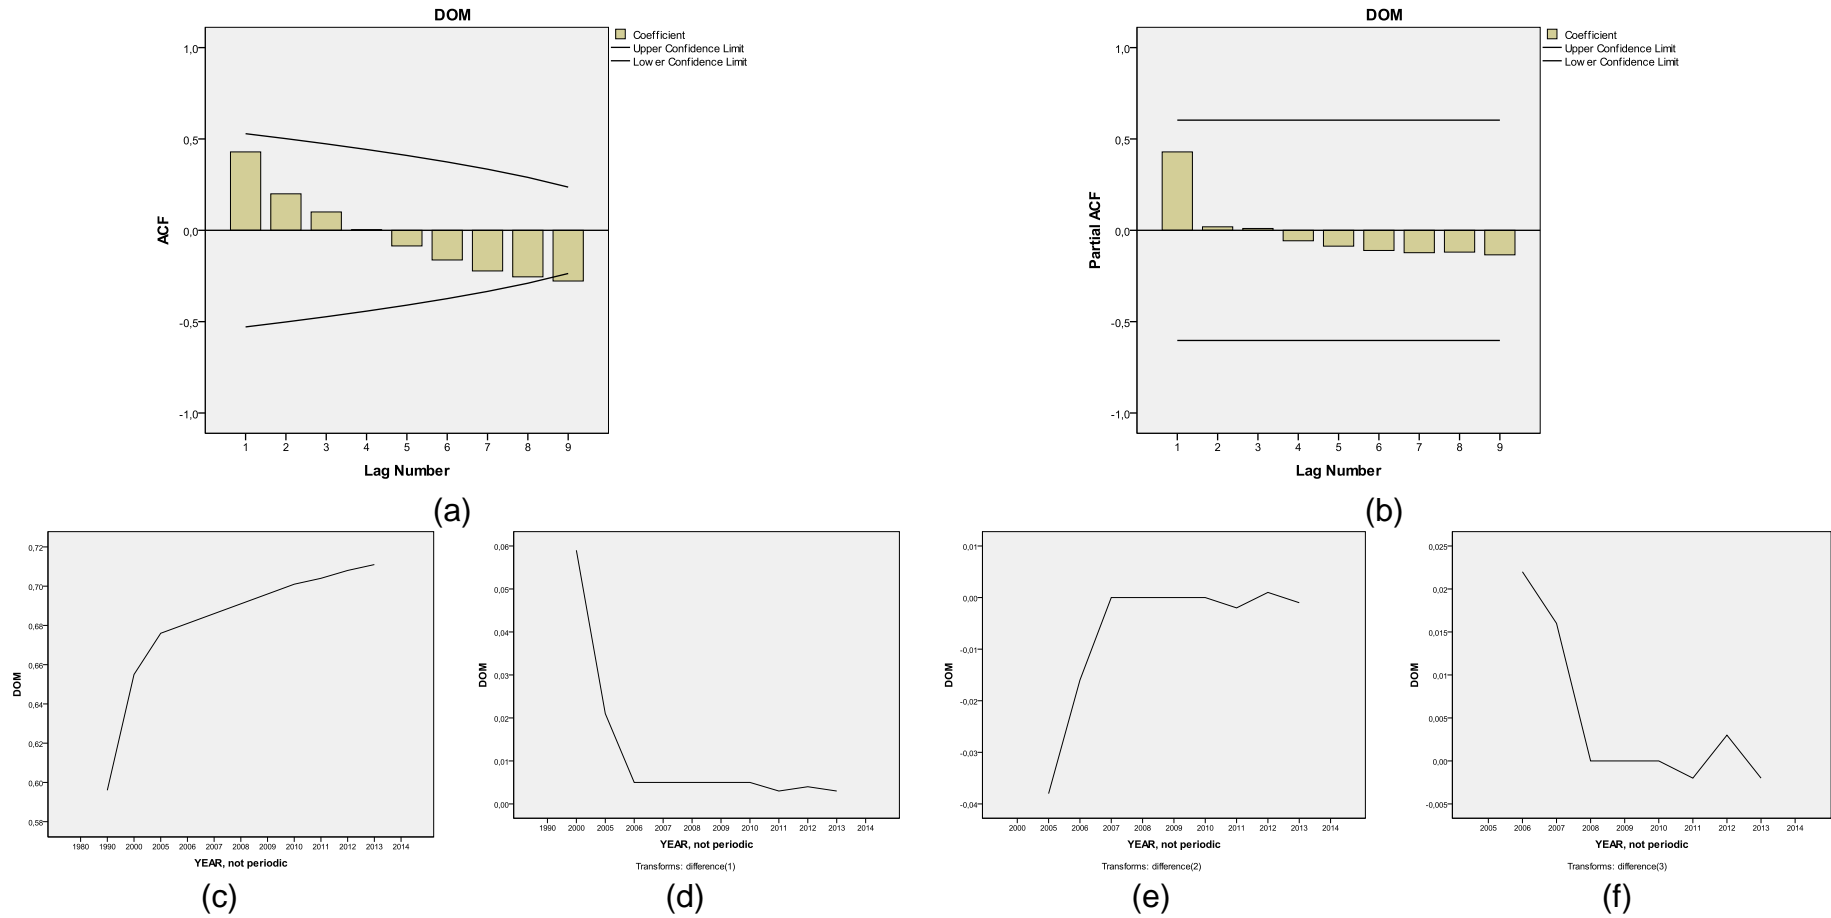 DOM
Coefficient
Upper Confidence Limit
Lower Confidence Limit
1,0
0,5
0,0
-0,5
-1,0
ACF
1 2 3 4 5 6 7 8 9
Lag Number
(a)
DOM
Coefficient
Upper Confidence Limit
Lower Confidence Limit
1,0
0,5
0,0
-0,5
-1,0
Partial ACF
1 2 3 4 5 6 7 8 9
Lag Number
(b)
0,72
0,70
0,68
0,66
0,64
0,62
0,60
0,58
DOM
1980 1990 2000 2005 2006 2007 2008 2009 2010 2011 2012 2013 2014
YEAR, not periodic
(c)
0,06
0,05
0,04
0,03
0,02
0,01
0,00
DOM
1990 2000 2005 2006 2007 2008 2009 2010 2011 2012 2013 2014
YEAR, not periodic
Transforms: difference(1)
(d)
0,01
0,00
-0,01
-0,02
-0,03
-0,04
DOM
2000 2005 2006 2007 2008 2009 2010 2011 2012 2013 2014
YEAR, not periodic
Transforms: difference(2)
(e)
0,025
0,02
0,015
0,01
0,005
0,00
-0,005
DOM
2005 2006 2007 2008 2009 2010 2011 2012 2013 2014
YEAR, not periodic
Transforms: difference(3)
(f)